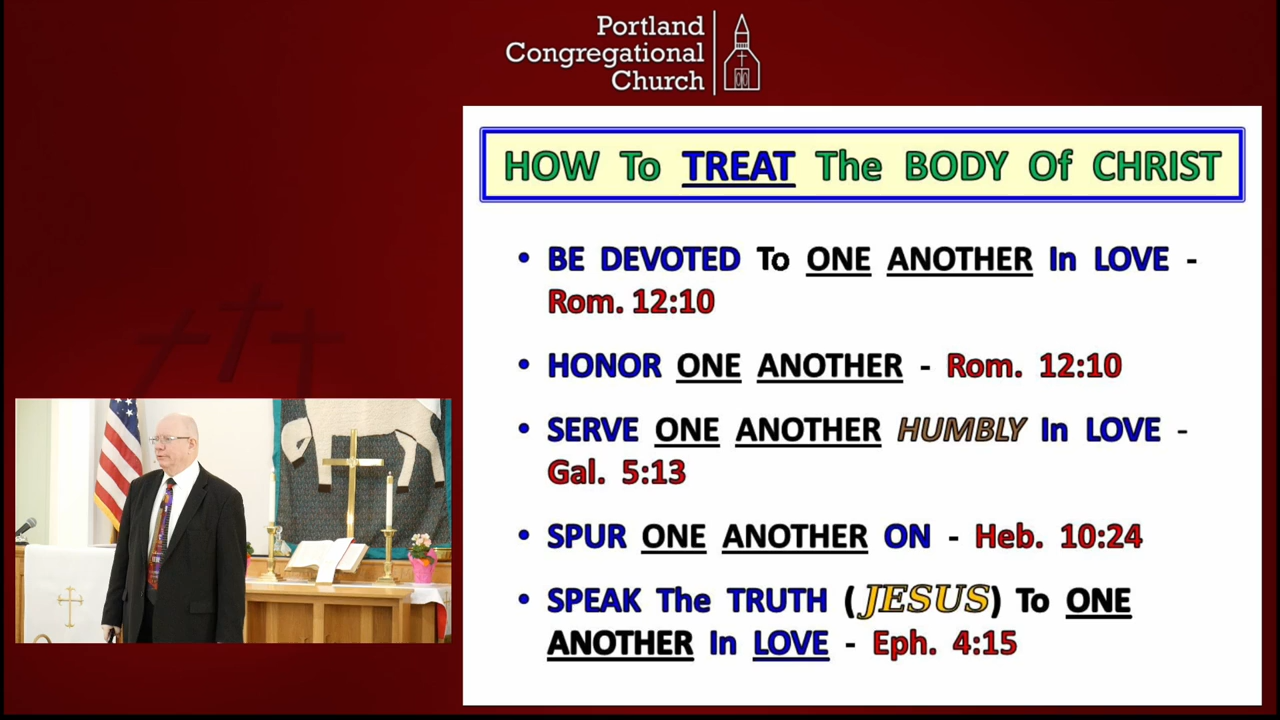 Portland
Congregational
Church
HOW To TREAT The BODY Of CHRIST
• BE DEVOTED To ONE ANOTHER In LOVE -
Rom. 12:10
• HONOR ONE ANOTHER - Rom. 12:10
• SERVE ONE ANOTHER HUMBLY In LOVE -
Gal. 5:13
• SPUR ONE ANOTHER ON - Heb. 10:24
• SPEAK The TRUTH (JESUS) To ONE
ANOTHER In LOVE - Eph. 4:15